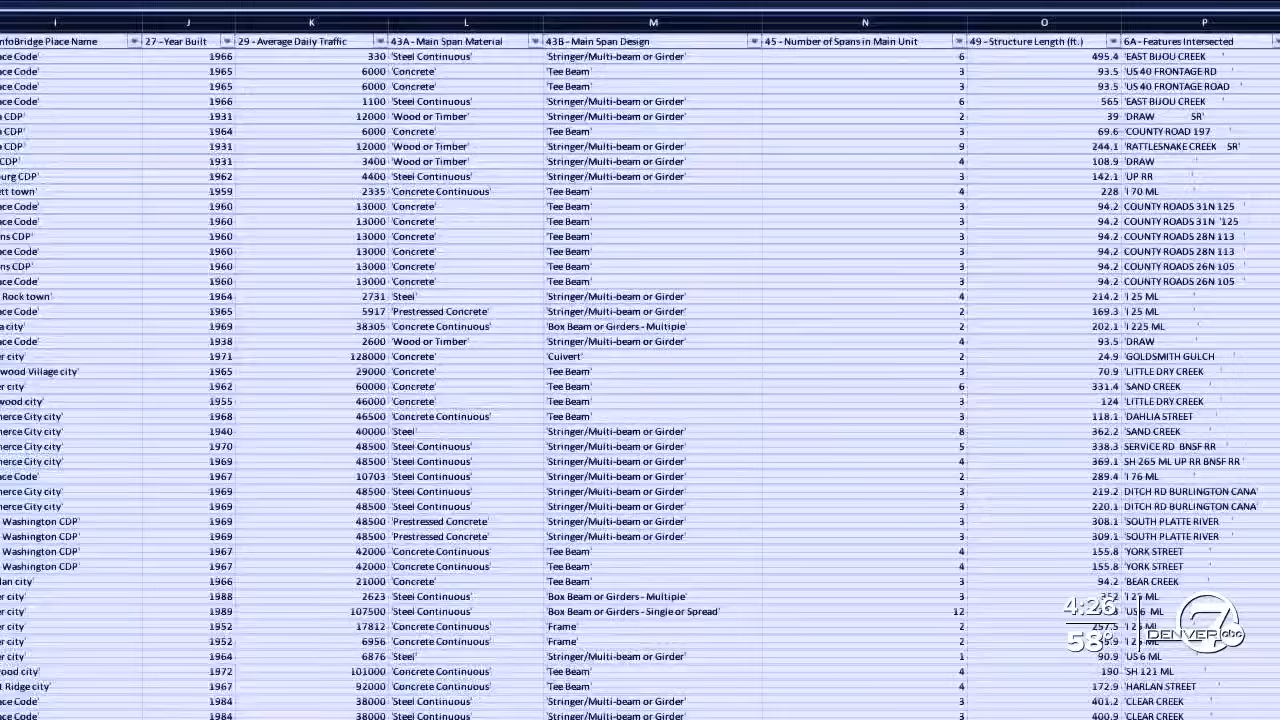 I J K L M N O P
nfoBridge Place Name 27 - Year Built 29 - Average Daily Traffic 43A - Main Span Material 43B - Main Span Design 45 - Number of Spans in Main Unit 49 - Structure Length (ft.) 6A - Features Intersected
ace Code' 1966 330 'Steel Continuous' 'Stringer/Multi-beam or Girder' 6 495.4 'EAST BIJOU CREEK '
ace Code' 1965 6000 'Concrete' 'Tee Beam' 3 93.5 'US 40 FRONTAGE RD '
ace Code' 1965 6000 'Concrete' 'Tee Beam' 3 93.5 'US 40 FRONTAGE ROAD '
ace Code' 1966 1100 'Steel Continuous' 'Stringer/Multi-beam or Girder' 6 565 'EAST BIJOU CREEK '
a CDP' 1931 12000 'Wood or Timber' 'Stringer/Multi-beam or Girder' 2 39 'DRAW SR'
a CDP' 1964 6000 'Concrete' 'Tee Beam' 3 69.6 'COUNTY ROAD 197 '
a CDP' 1931 12000 'Wood or Timber' 'Stringer/Multi-beam or Girder' 9 244.1 'RATTLESNAKE CREEK SR'
CDP' 1931 3400 'Wood or Timber' 'Stringer/Multi-beam or Girder' 4 108.9 'DRAW '
urg CDP' 1962 4400 'Steel Continuous' 'Stringer/Multi-beam or Girder' 3 142.1 'UP RR '
ett town' 1959 2335 'Concrete Continuous' 'Tee Beam' 4 228 'I 70 ML '
ace Code' 1960 13000 'Concrete' 'Tee Beam' 3 94.2 COUNTY ROADS 31N 125 '
ace Code' 1960 13000 'Concrete' 'Tee Beam' 3 94.2 COUNTY ROADS 31N '125
ns CDP' 1960 13000 'Concrete' 'Tee Beam' 3 94.2 COUNTY ROADS 28N 113 '
ace Code' 1960 13000 'Concrete' 'Tee Beam' 3 94.2 COUNTY ROADS 28N 113 '
ns CDP' 1960 13000 'Concrete' 'Tee Beam' 3 94.2 COUNTY ROADS 26N 105 '
ace Code' 1960 13000 'Concrete' 'Tee Beam' 3 94.2 COUNTY ROADS 26N 105 '
Rock town' 1964 2731 'Steel' 'Stringer/Multi-beam or Girder' 4 214.2 'I 25 ML '
ace Code' 1965 5917 'Prestressed Concrete' 'Stringer/Multi-beam or Girder' 2 169.3 'I 25 ML '
a city' 1969 38305 'Concrete Continuous' 'Box Beam or Girders - Multiple' 2 202.1 'I 225 ML '
ace Code' 1938 2600 'Wood or Timber' 'Stringer/Multi-beam or Girder' 4 93.5 'DRAW '
er city' 1971 128000 'Concrete' 'Culvert' 2 24.9 'GOLDSMITH GULCH '
wood Village city' 1965 29000 'Concrete' 'Tee Beam' 3 70.9 'LITTLE DRY CREEK '
er city' 1962 60000 'Concrete' 'Tee Beam' 6 331.4 'SAND CREEK '
wood city' 1955 46000 'Concrete' 'Tee Beam' 3 124 'LITTLE DRY CREEK '
merce City city' 1968 46500 'Concrete Continuous' 'Tee Beam' 3 118.1 'DAHLIA STREET '
merce City city' 1940 40000 'Steel' 'Stringer/Multi-beam or Girder' 8 362.2 'SAND CREEK '
merce City city' 1970 48500 'Steel Continuous' 'Stringer/Multi-beam or Girder' 5 338.3 SERVICE RD BNSF RR '
merce City city' 1969 48500 'Steel Continuous' 'Stringer/Multi-beam or Girder' 4 369.1 SH 265 ML UP RR BNSF RR '
ace Code' 1967 10703 'Steel Continuous' 'Stringer/Multi-beam or Girder' 2 289.4 'I 76 ML '
merce City city' 1969 48500 'Steel Continuous' 'Stringer/Multi-beam or Girder' 3 219.2 DITCH RD BURLINGTON CANA'
merce City city' 1969 48500 'Steel Continuous' 'Stringer/Multi-beam or Girder' 3 220.1 DITCH RD BURLINGTON CANA'
Washington CDP' 1969 48500 'Prestressed Concrete' 'Stringer/Multi-beam or Girder' 3 308.1 'SOUTH PLATTE RIVER '
Washington CDP' 1969 48500 'Prestressed Concrete' 'Stringer/Multi-beam or Girder' 3 309.1 'SOUTH PLATTE RIVER '
Washington CDP' 1967 42000 'Concrete Continuous' 'Tee Beam' 4 155.8 'YORK STREET '
Washington CDP' 1967 42000 'Concrete Continuous' 'Tee Beam' 4 155.8 'YORK STREET '
lan city' 1966 21000 'Concrete' 'Tee Beam' 3 94.2 'BEAR CREEK '
er city' 1988 2623 'Steel Continuous' 'Box Beam or Girders - Multiple' 3 'I 25 ML '
er city' 1989 107500 'Concrete Continuous' 'Box Beam or Girders - Single or Spread' 12 'US 6 ML
er city' 1952 17812 'Concrete Continuous' 'Frame' 2 257.5 'I 25 ML
er city' 1952 6956 'Concrete Continuous' 'Frame' 2 'I 25 ML
er city' 1964 6876 'Steel' 'Stringer/Multi-beam or Girder' 1 90.9 'US 6 ML
ood city' 1972 101000 'Concrete Continuous' 'Tee Beam' 4 190 'SH 121 ML '
t Ridge city' 1967 92000 'Concrete Continuous' 'Tee Beam' 4 172.9 'HARLAN STREET '
ace Code' 1984 38000 'Steel Continuous' 'Stringer/Multi-beam or Girder' 3 401.2 'CLEAR CREEK '
ace Code' 1984 38000 'Steel Continuous' 'Stringer/Multi-beam or Girder' 3 400.9 'CLEAR CREEK '
4:26
58°
DENVER 7 abc